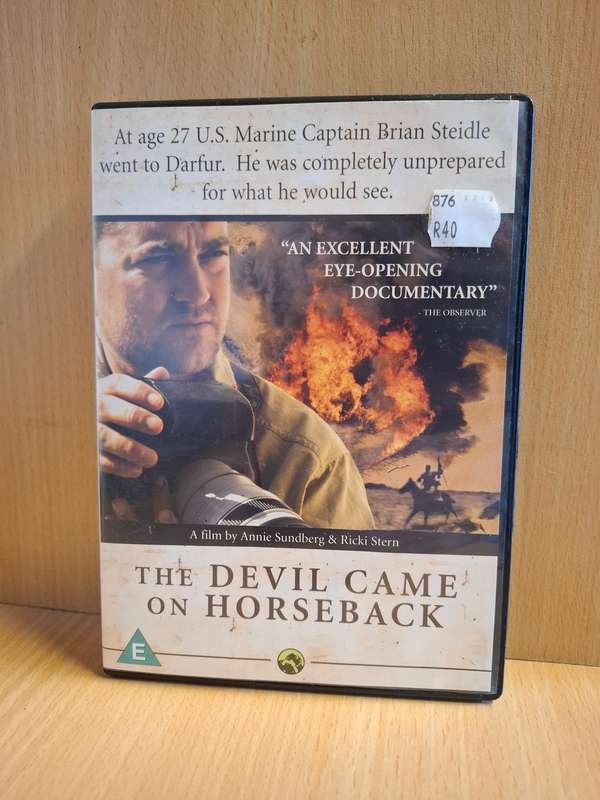 At age 27 U.S. Marine Captain Brian Steidle
went to Darfur. He was completely unprepared
for what he would see.
876
R40
“AN EXCELLENT
EYE-OPENING
DOCUMENTARY”
- THE OBSERVER
A film by Annie Sundberg & Ricki Stern
THE DEVIL CAME
ON HORSEBACK
E